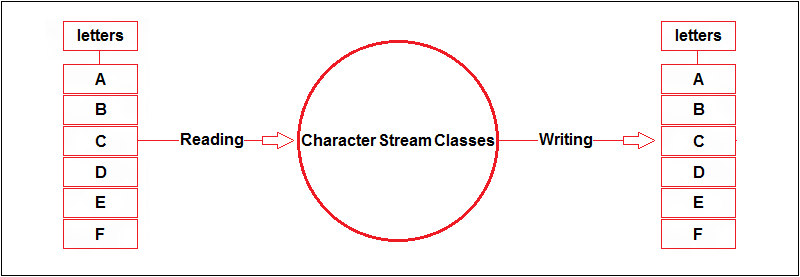 letters
A
B
C
D
E
F
Reading
Character Stream Classes
Writing
letters
A
B
C
D
E
F